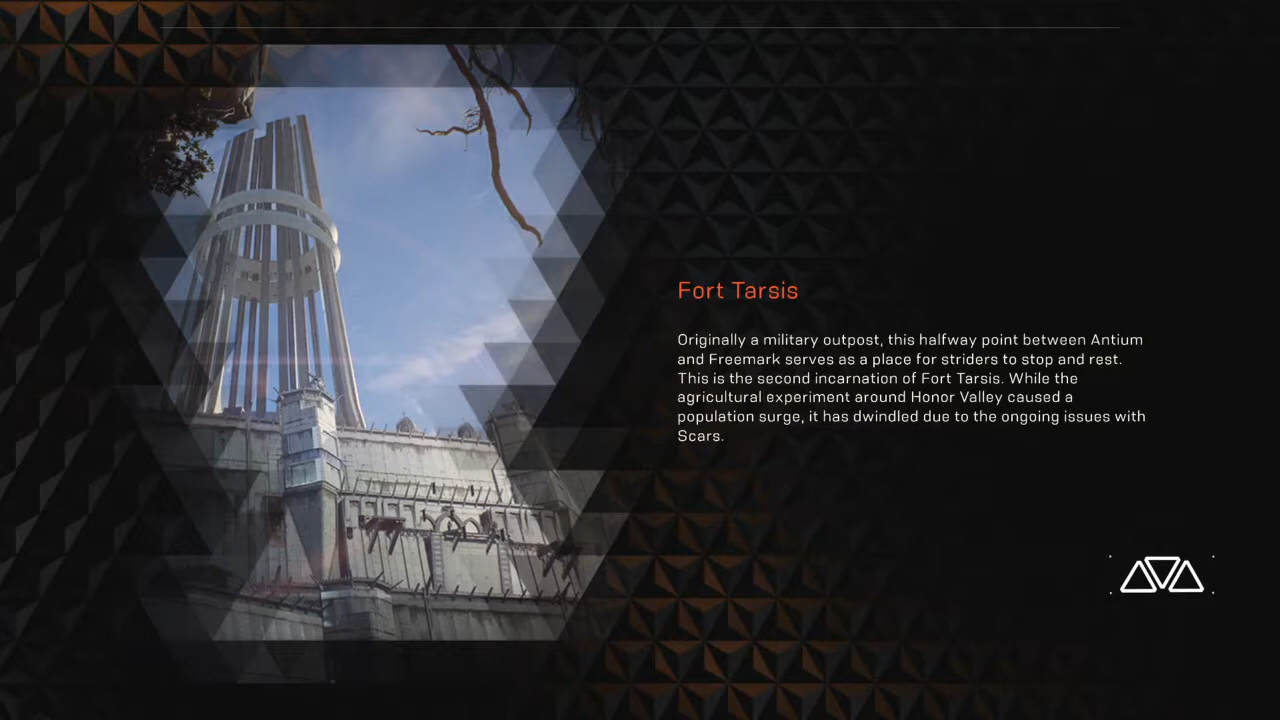 Fort Tarsis
Originally a military outpost, this halfway point between Antium
and Freemark serves as a place for striders to stop and rest.
This is the second incarnation of Fort Tarsis. While the
agricultural experiment around Honor Valley caused a
population surge, it has dwindled due to the ongoing issues with
Scars.